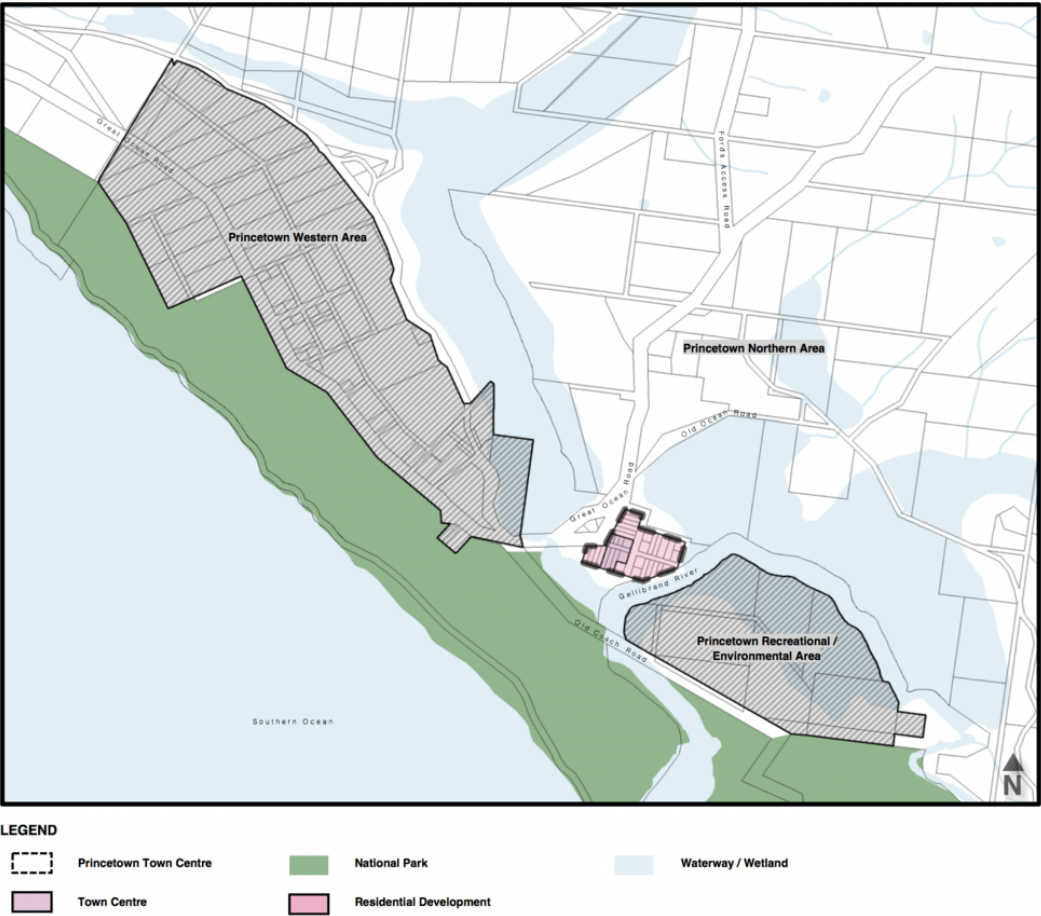 Great Ocean Road
Fords Access Road
Princetown Western Area
Princetown Northern Area
Old Ocean Road
Great Ocean Road
Gellibrand River
Princetown Recreational /
Environmental Area
Old Coach Road
Southern Ocean
N
LEGEND
Princetown Town Centre
National Park
Waterway / Wetland
Town Centre
Residential Development